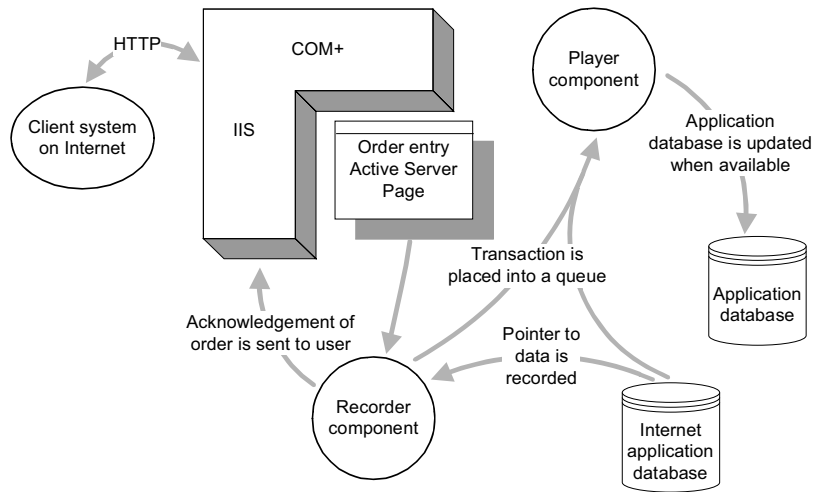 HTTP
COM+
Player
component
Client system
on Internet
IIS
Order entry
Active Server
Page
Application
database is updated
when available
Transaction is
placed into a queue
Application
database
Acknowledgement of
order is sent to user
Pointer to
data is
recorded
Recorder
component
Internet
application
database